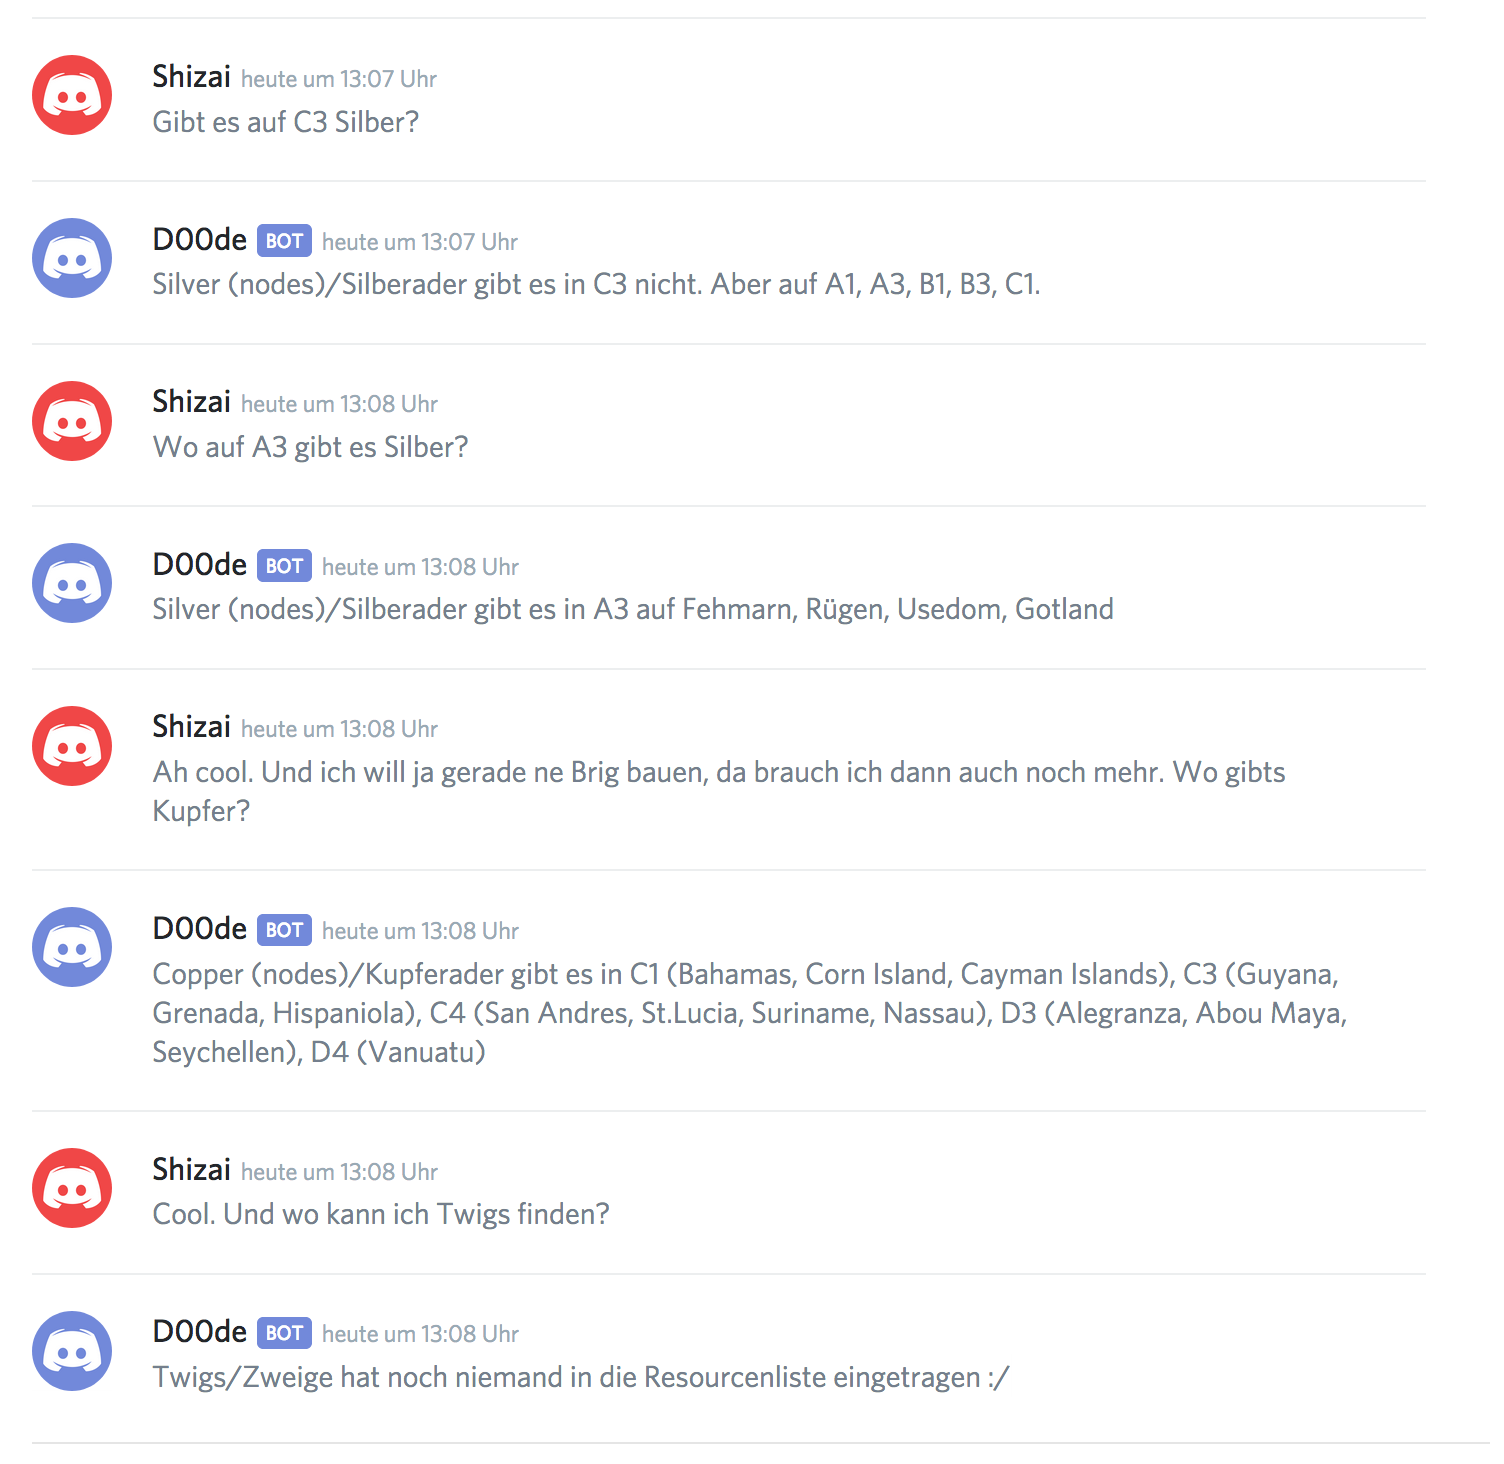 Shizai heute um 13:07 Uhr
Gibt es auf C3 Silber?
D00de BOT heute um 13:07 Uhr
Silver (nodes)/Silberader gibt es in C3 nicht. Aber auf A1, A3, B1, B3, C1.
Shizai heute um 13:08 Uhr
Wo auf A3 gibt es Silber?
D00de BOT heute um 13:08 Uhr
Silver (nodes)/Silberader gibt es in A3 auf Fehmarn, Rügen, Usedom, Gotland
Shizai heute um 13:08 Uhr
Ah cool. Und ich will ja gerade ne Brig bauen, da brauch ich dann auch noch mehr. Wo gibts
Kupfer?
D00de BOT heute um 13:08 Uhr
Copper (nodes)/Kupferader gibt es in C1 (Bahamas, Corn Island, Cayman Islands), C3 (Guyana,
Grenada, Hispaniola), C4 (San Andres, St.Lucia, Suriname, Nassau), D3 (Alegranza, Abou Maya,
Seychellen), D4 (Vanuatu)
Shizai heute um 13:08 Uhr
Cool. Und wo kann ich Twigs finden?
D00de BOT heute um 13:08 Uhr
Twigs/Zweige hat noch niemand in die Resourcenliste eingetragen :/